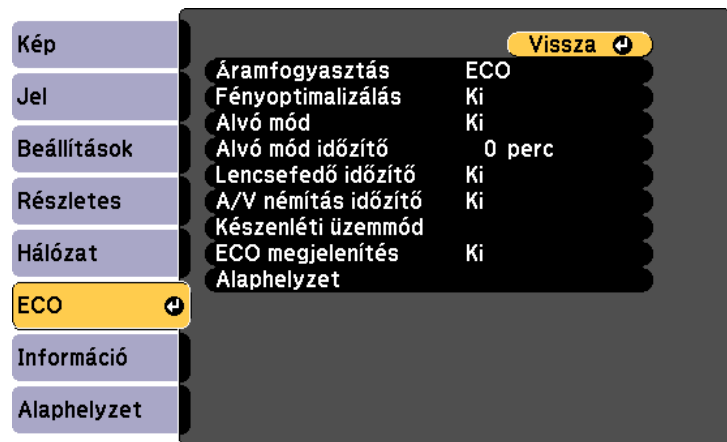 Kép
Jel
Beállítások
Részletes
Hálózat
ECO
Információ
Alaphelyzet
Vissza
Áramfogyasztás ECO
Fényoptimalizálás Ki
Alvó mód Ki
Alvó mód időzítő 0 perc
Lencsefedő időzítő Ki
A/V némítás időzítő Ki
Készenléti üzemmód
ECO megjelenítés Ki
Alaphelyzet